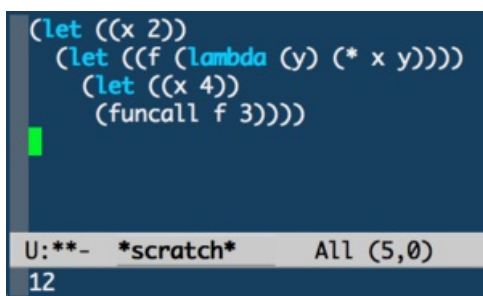 (let ((x 2))
(let ((f (lambda (y) (* x y))))
(let ((x 4))
(funcall f 3))))
U:**-  *scratch*      All (5,0)
12